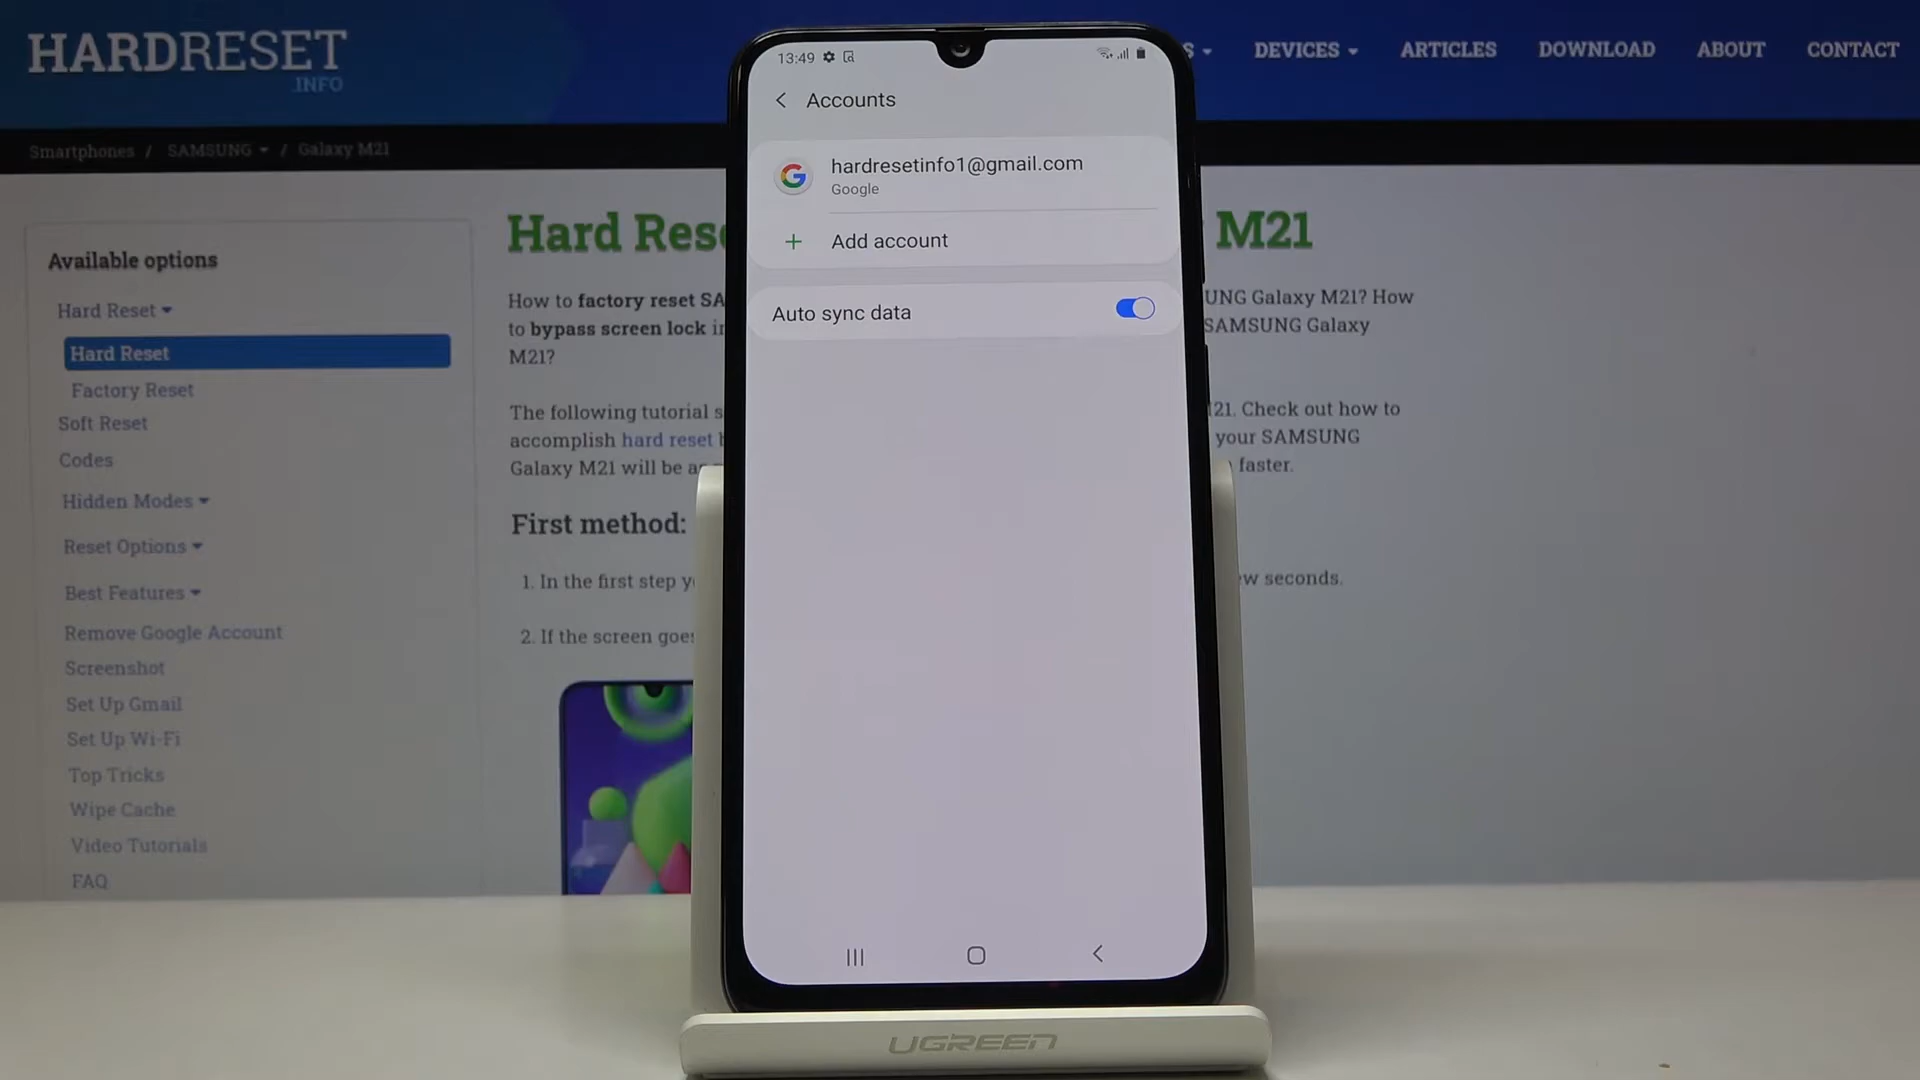 HARDRESET
.INFO
DEVICES
ARTICLES
DOWNLOAD
ABOUT
CONTACT
Smartphones / SAMSUNG / Galaxy M21
Available options
Hard Reset
Hard Reset
Factory Reset
Soft Reset
Codes
Hidden Modes
Reset Options
Best Features
Remove Google Account
Screenshot
Set Up Gmail
Set Up Wi-Fi
Top Tricks
Wipe Cache
Video Tutorials
FAQ
Hard Rese
M21
How to factory reset SA
UNG Galaxy M21? How
to bypass screen lock
SAMSUNG Galaxy
M21?
The following tutorial s
21. Check out how to
accomplish hard reset
your SAMSUNG
Galaxy M21 will be
faster.
First method:
1. In the first step
w seconds.
2. If the screen goes
13:49
Accounts
hardresetinfo1@gmail.com
Google
+ Add account
Auto sync data
UGREEN